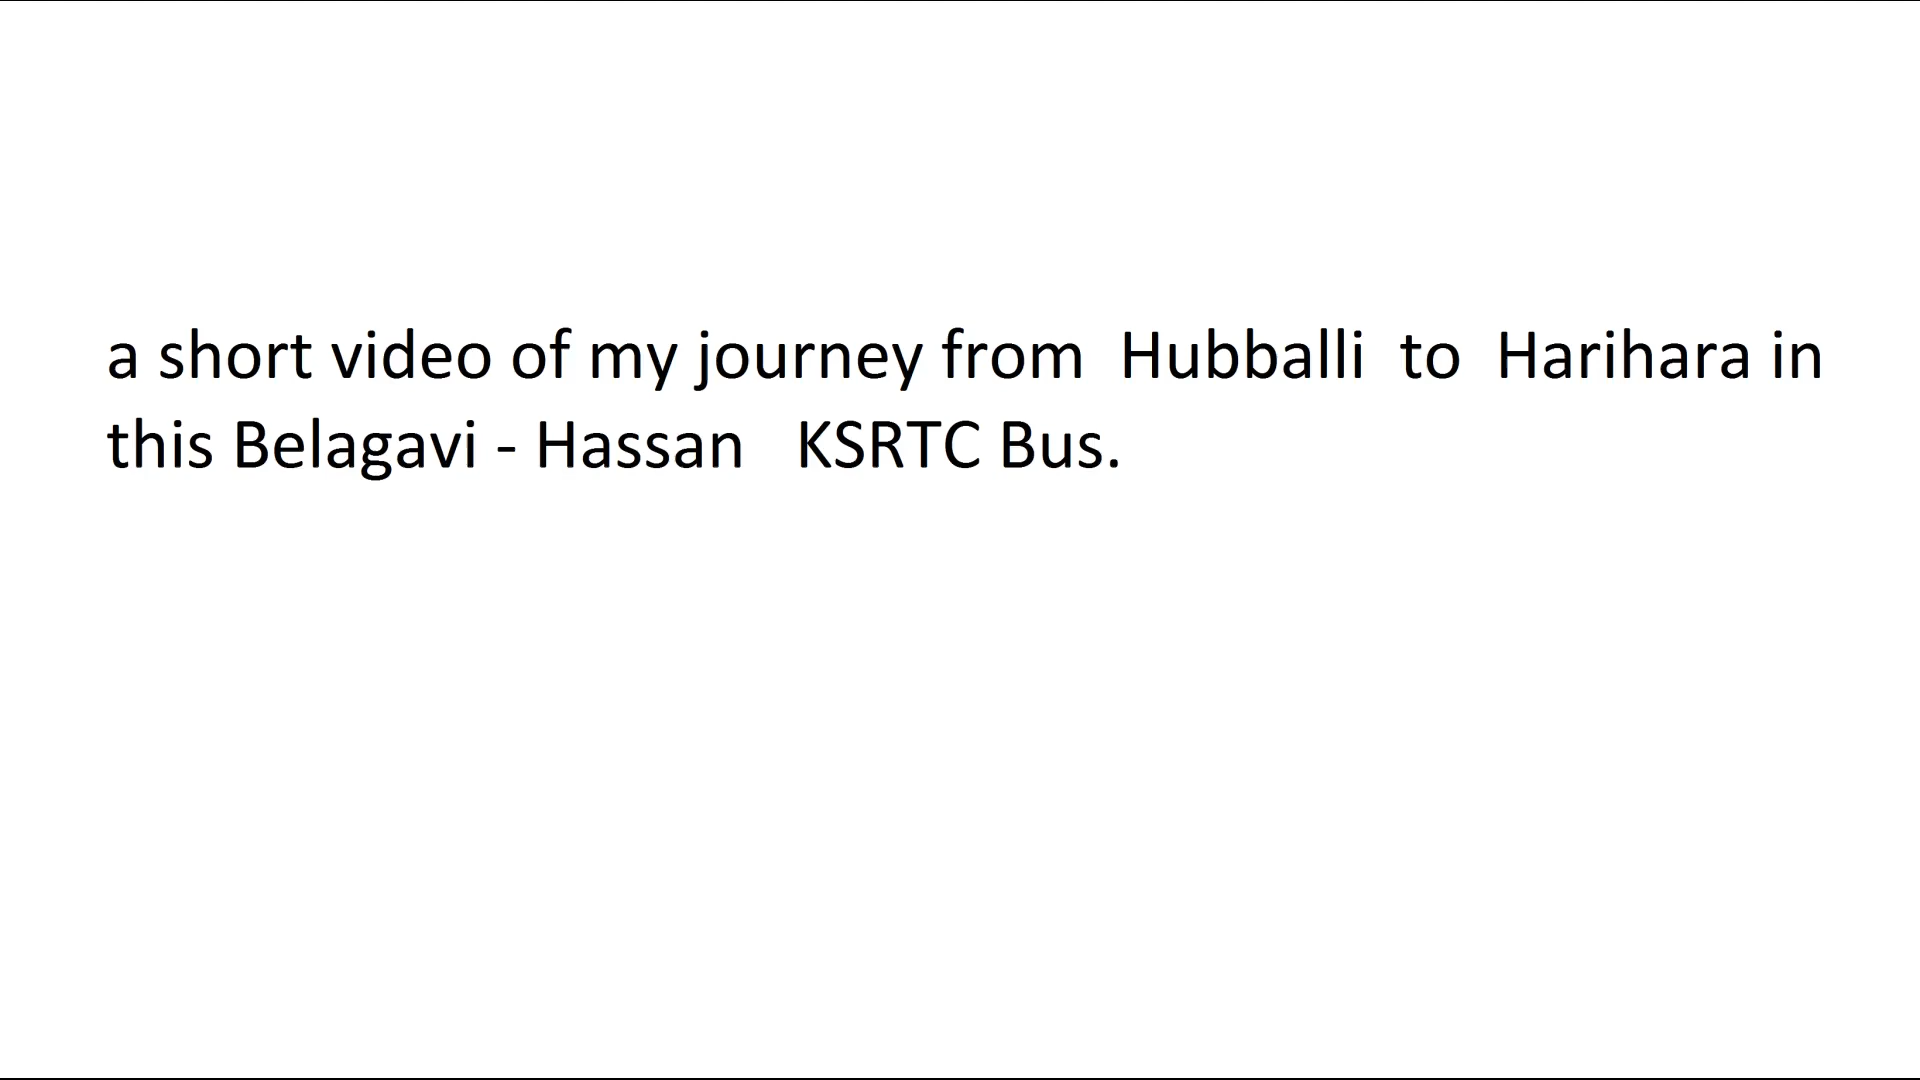 a short video of my journey from  Hubballi  to  Harihara in
this Belagavi - Hassan   KSRTC Bus.